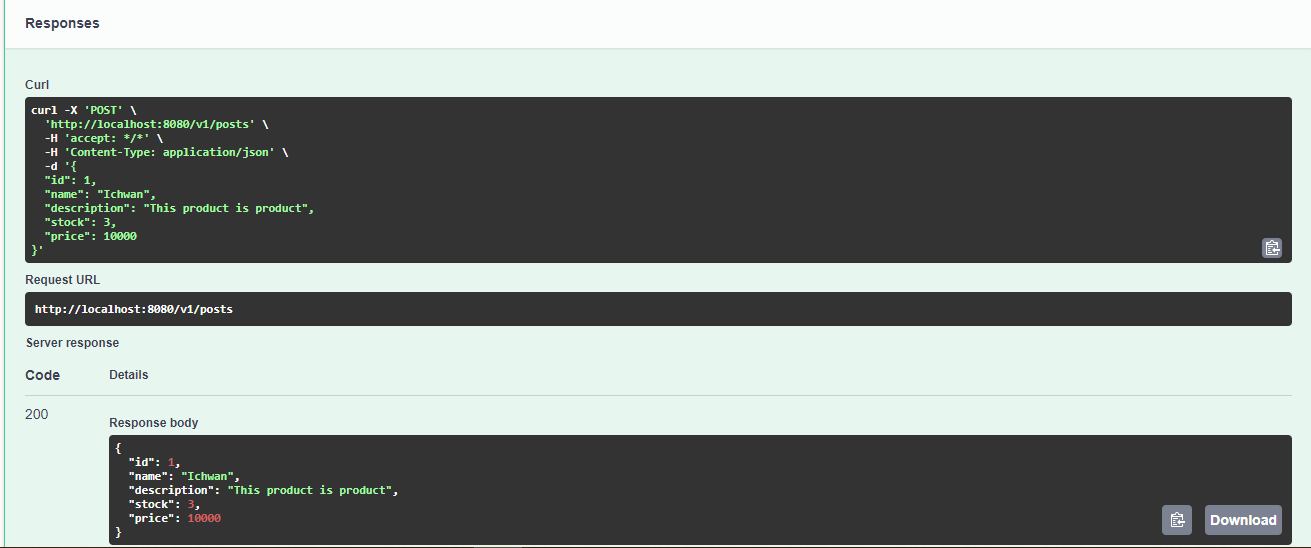 Responses
Curl
curl -X 'POST' \
  'http://localhost:8080/v1/posts' \
  -H 'accept: */*' \
  -H 'Content-Type: application/json' \
  -d '{
  "id": 1,
  "name": "Ichwan",
  "description": "This product is product",
  "stock": 3,
  "price": 10000
}'
Request URL
http://localhost:8080/v1/posts
Server response
Code Details
200
Response body
{
  "id": 1,
  "name": "Ichwan",
  "description": "This product is product",
  "stock": 3,
  "price": 10000
}
Download